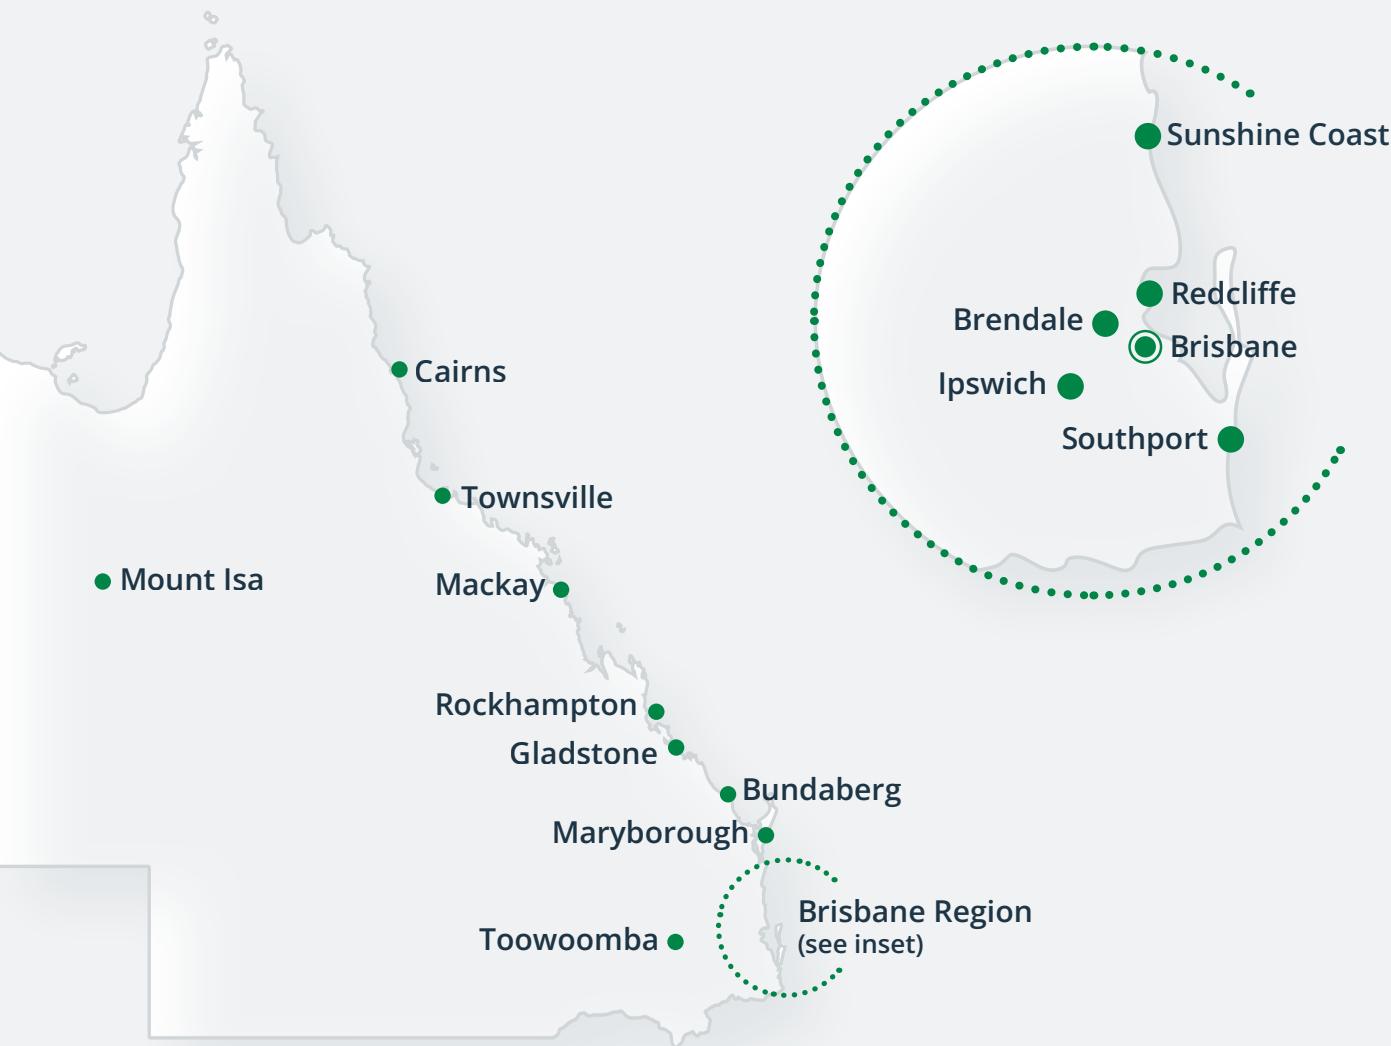 Sunshine Coast
Redcliffe
Brendale
Brisbane
Ipswich
Southport
Cairns
Townsville
Mount Isa
Mackay
Rockhampton
Gladstone
Bundaberg
Maryborough
Brisbane Region
(see inset)
Toowoomba